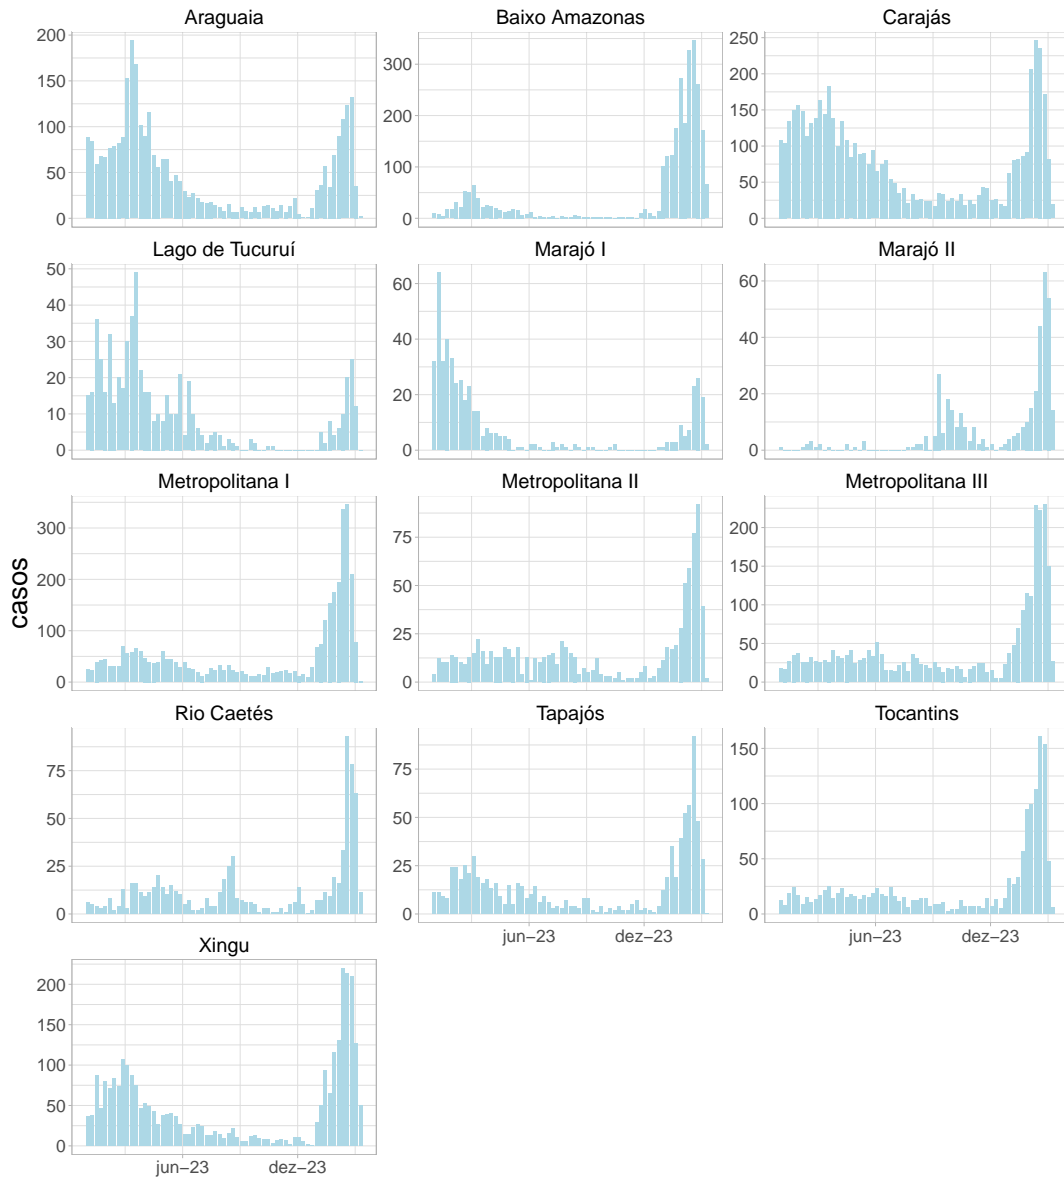 Araguaia
Baixo Amazonas
Carajás
200
150
100
50
0
300
200
100
0
250
200
150
100
50
0
Lago de Tucuruí
Marajó I
Marajó II
50
40
30
20
10
0
60
40
20
0
60
40
20
0
Metropolitana I
Metropolitana II
Metropolitana III
300
200
100
0
75
50
25
0
200
150
100
50
0
casos
Rio Caetés
Tapajós
Tocantins
75
50
25
0
75
50
25
0
150
100
50
0
jun–23
dez–23
jun–23
dez–23
Xingu
200
150
100
50
0
jun–23
dez–23